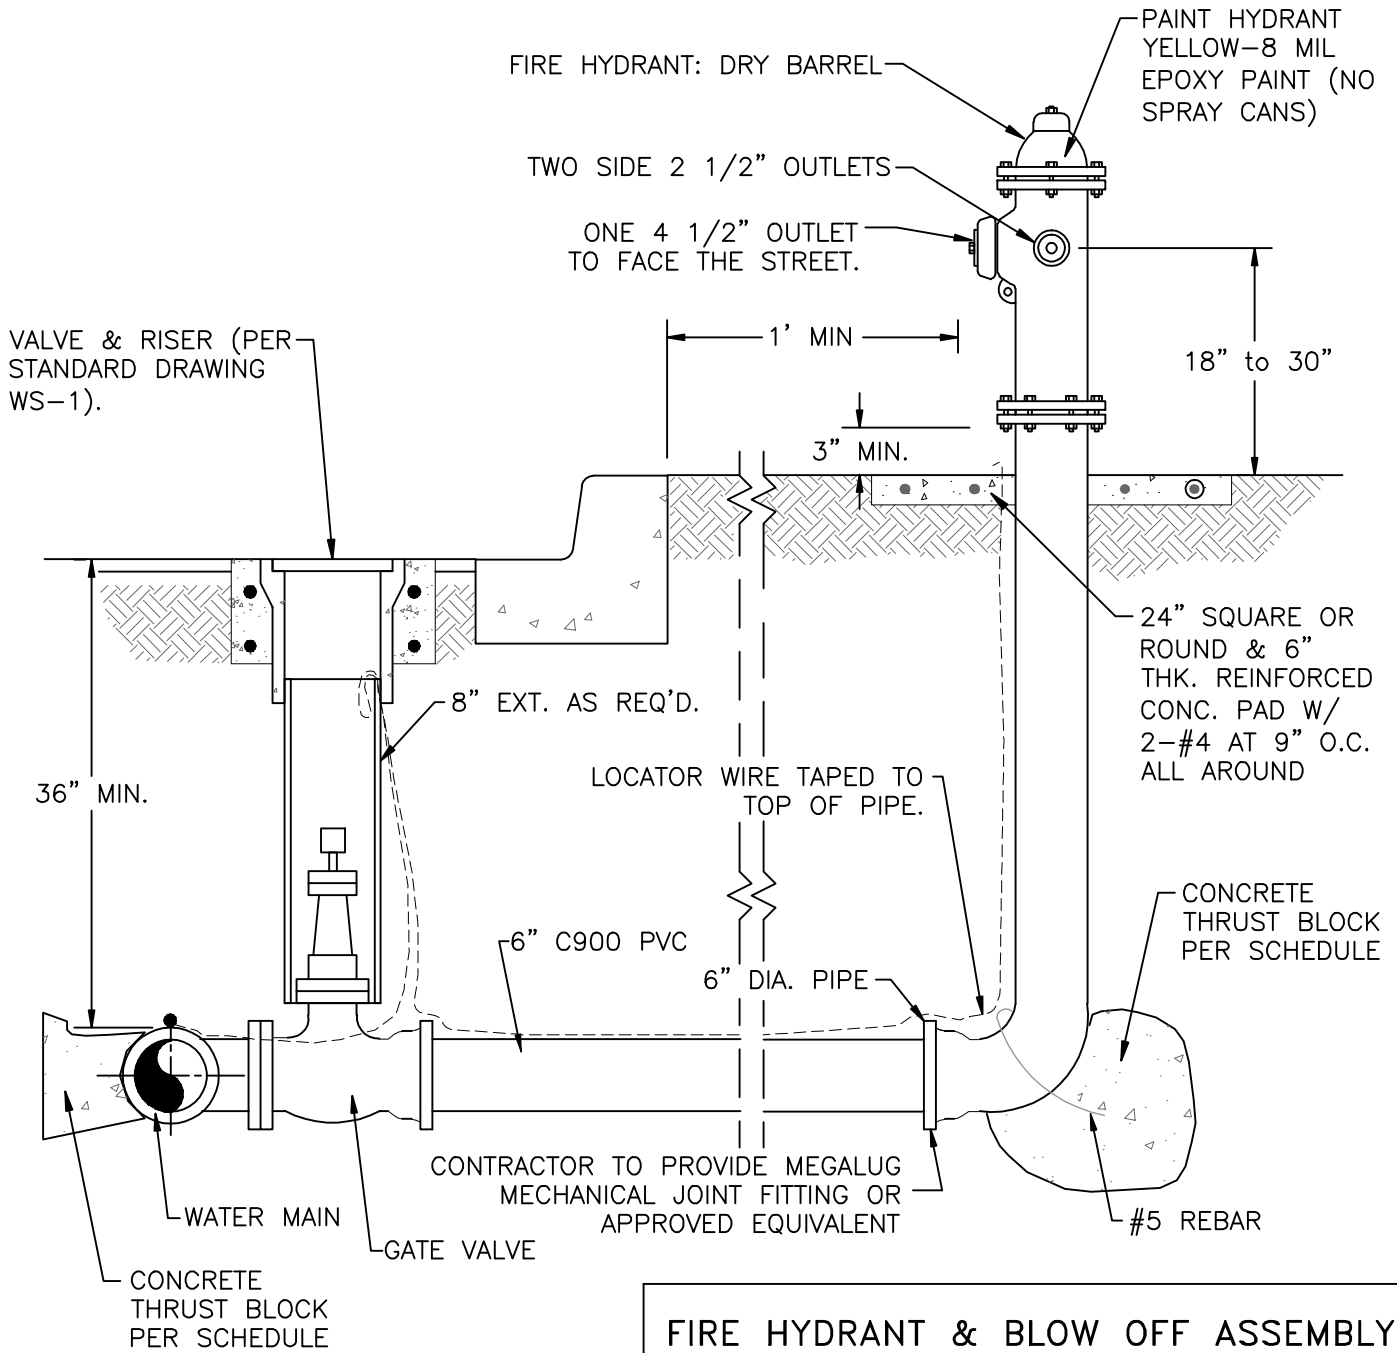 PAINT HYDRANT
YELLOW-8 MIL
EPOXY PAINT (NO
SPRAY CANS)
FIRE HYDRANT: DRY BARREL
TWO SIDE 2 1/2" OUTLETS
ONE 4 1/2" OUTLET
TO FACE THE STREET.
VALVE & RISER (PER
STANDARD DRAWING
WS-1).
1' MIN
18" to 30"
3" MIN.
24" SQUARE OR
ROUND & 6"
THK. REINFORCED
CONC. PAD W/
2-#4 AT 9" O.C.
ALL AROUND
8" EXT. AS REQ'D.
36" MIN.
LOCATOR WIRE TAPED TO
TOP OF PIPE.
CONCRETE
THRUST BLOCK
PER SCHEDULE
6" C900 PVC
6" DIA. PIPE
CONTRACTOR TO PROVIDE MEGALUG
MECHANICAL JOINT FITTING OR
APPROVED EQUIVALENT
WATER MAIN
#5 REBAR
GATE VALVE
CONCRETE
THRUST BLOCK
PER SCHEDULE
FIRE HYDRANT & BLOW OFF ASSEMBLY